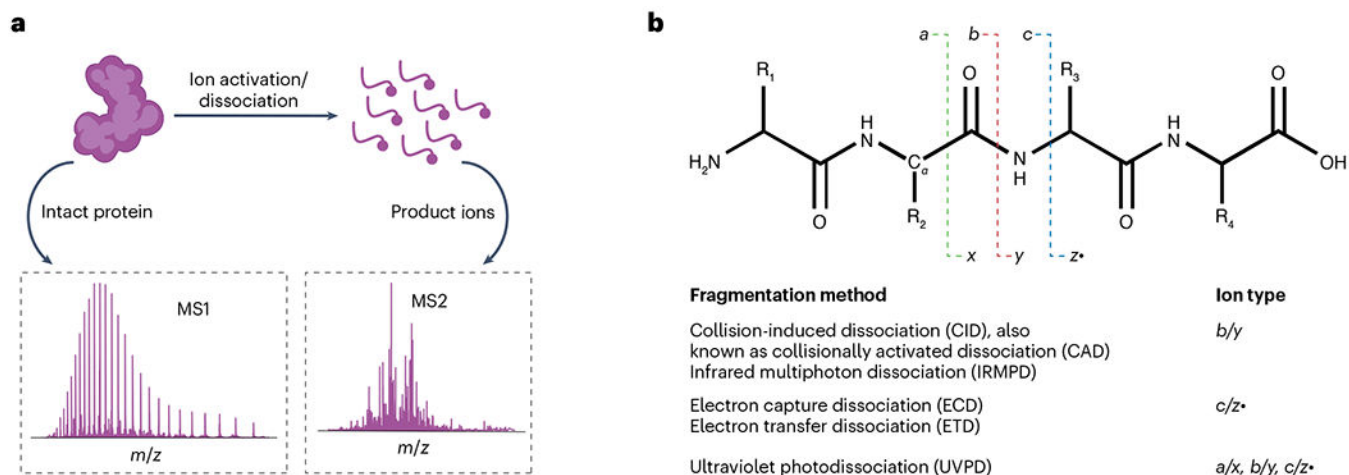 a
Ion activation/
dissociation
Intact protein
Product ions
MS1
MS2
m/z
m/z
b
a
b
c
R1
O
R3
O
H
N
H
N
H2N
Cα
N
H
OH
O
R2
O
R4
x
y
z•
Fragmentation method Ion type
Collision-induced dissociation (CID), also b/y
known as collisionally activated dissociation (CAD)
Infrared multiphoton dissociation (IRMPD)
Electron capture dissociation (ECD) c/z•
Electron transfer dissociation (ETD)
Ultraviolet photodissociation (UVPD) a/x, b/y, c/z•